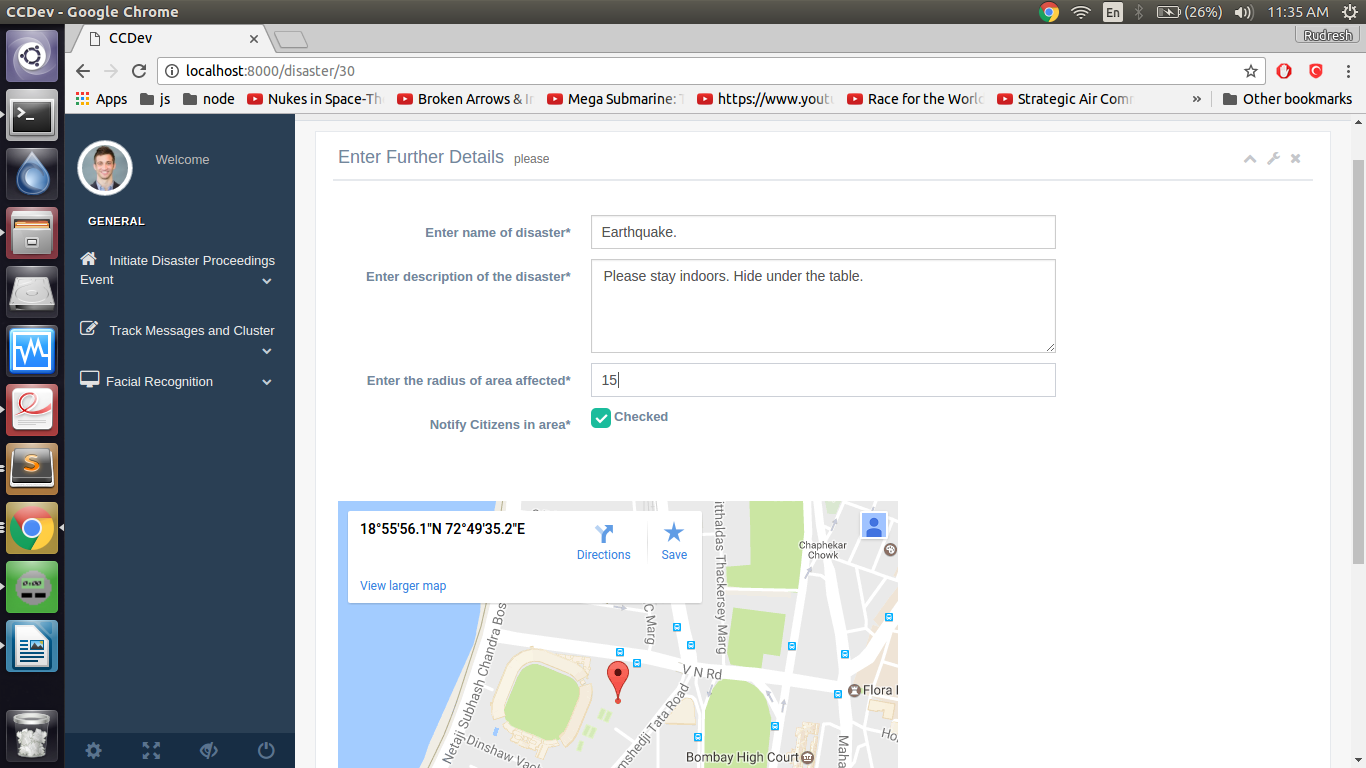 CCDev - Google Chrome
En
(26%)
11:35 AM
CCDev
Rudresh
localhost:8000/disaster/30
Apps
js
node
Nukes in Space-Th
Broken Arrows & I
Mega Submarine:
https://www.yout
Race for the World
Strategic Air Com
»
Other bookmarks
Welcome
GENERAL
Initiate Disaster Proceedings
Event
Track Messages and Cluster
Facial Recognition
Enter Further Details please
Enter name of disaster*
Earthquake.
Enter description of the disaster*
Please stay indoors. Hide under the table.
Enter the radius of area affected*
15
Notify Citizens in area*
Checked
18°55'56.1"N 72°49'35.2"E
Directions
Save
View larger map
Chaphekar
Chowk
itthaldas Thackersey Marg
C Marg
V N Rd
Netaji Subhash Chandra Bos
Flora
mshedji Tata Road
Dinshaw Vach
Bombay High Court
Maha
Ho